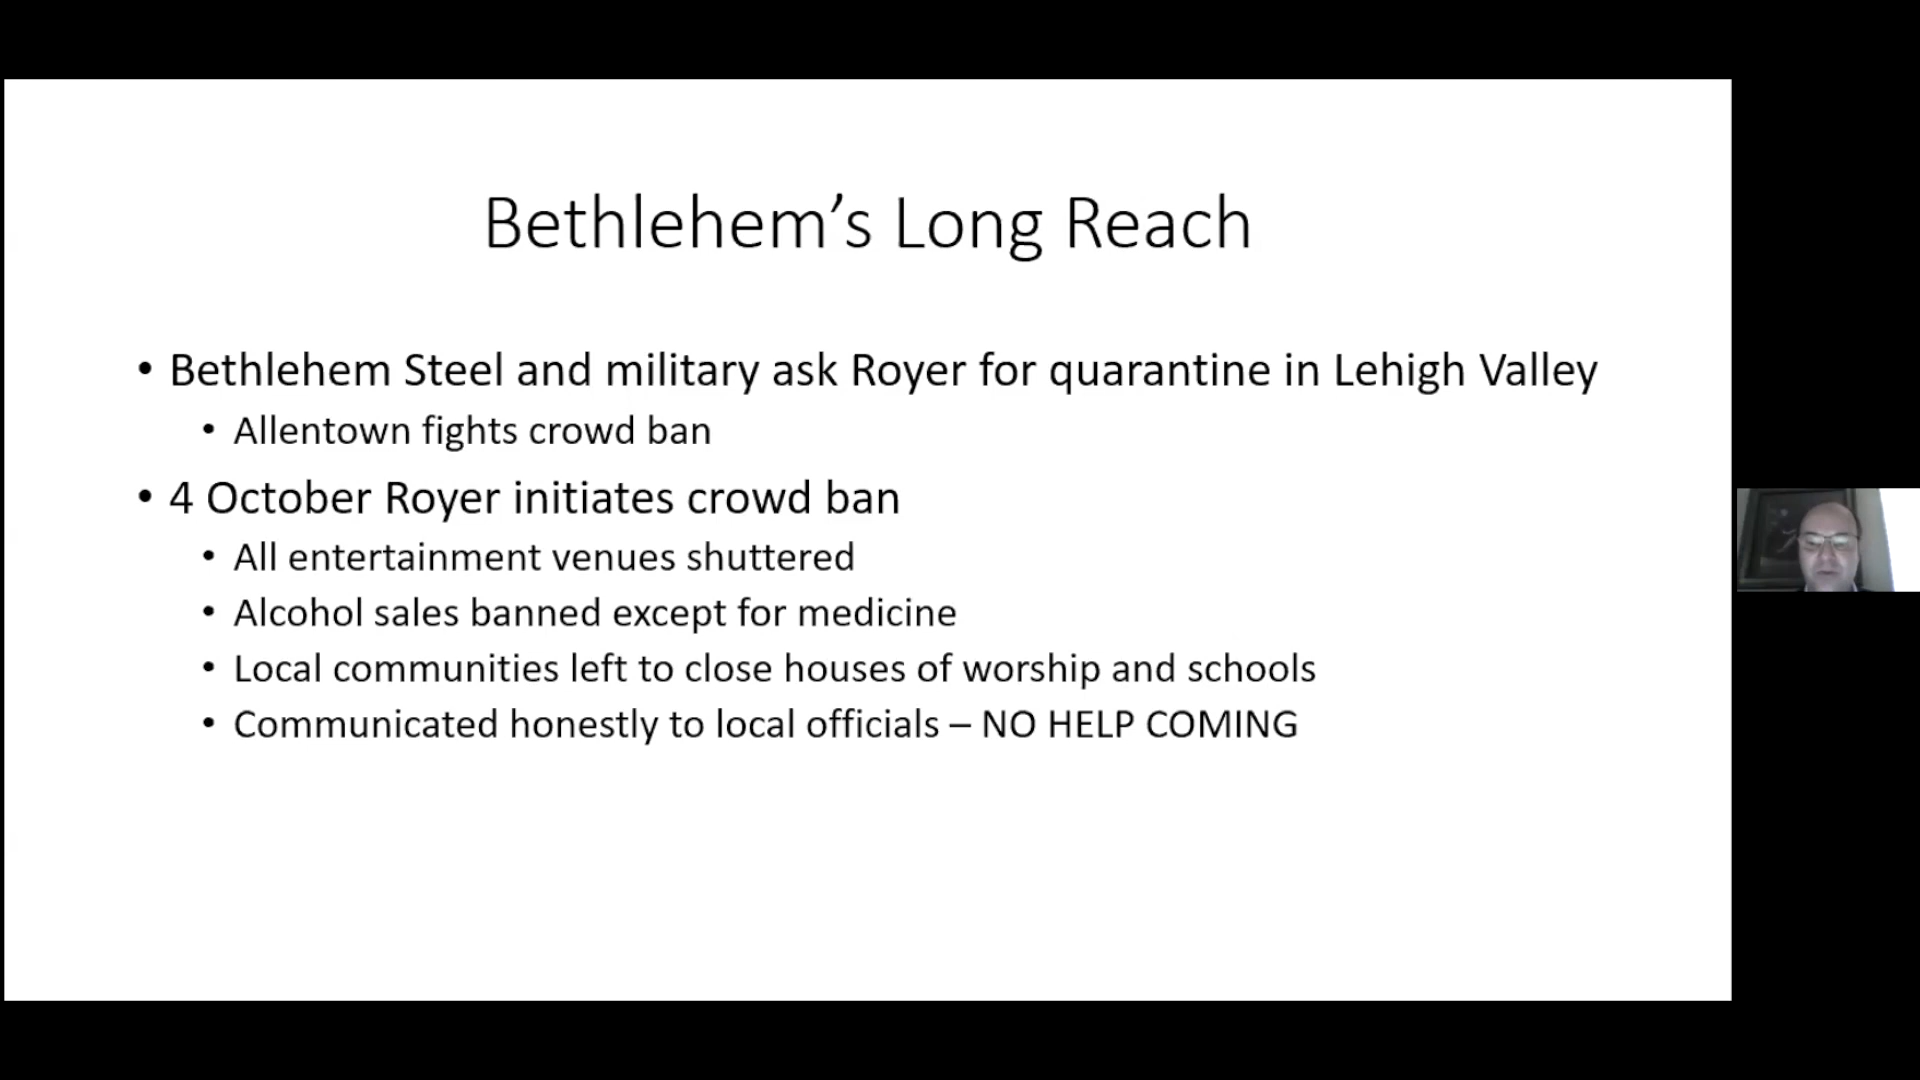 Bethlehem’s Long Reach
• Bethlehem Steel and military ask Royer for quarantine in Lehigh Valley
• Allentown fights crowd ban
• 4 October Royer initiates crowd ban
• All entertainment venues shuttered
• Alcohol sales banned except for medicine
• Local communities left to close houses of worship and schools
• Communicated honestly to local officials – NO HELP COMING